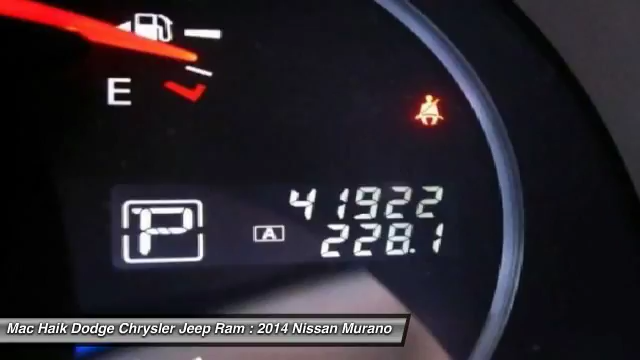 E
P
41922
A 228.1
Mac Haik Dodge Chrysler Jeep Ram : 2014 Nissan Murano